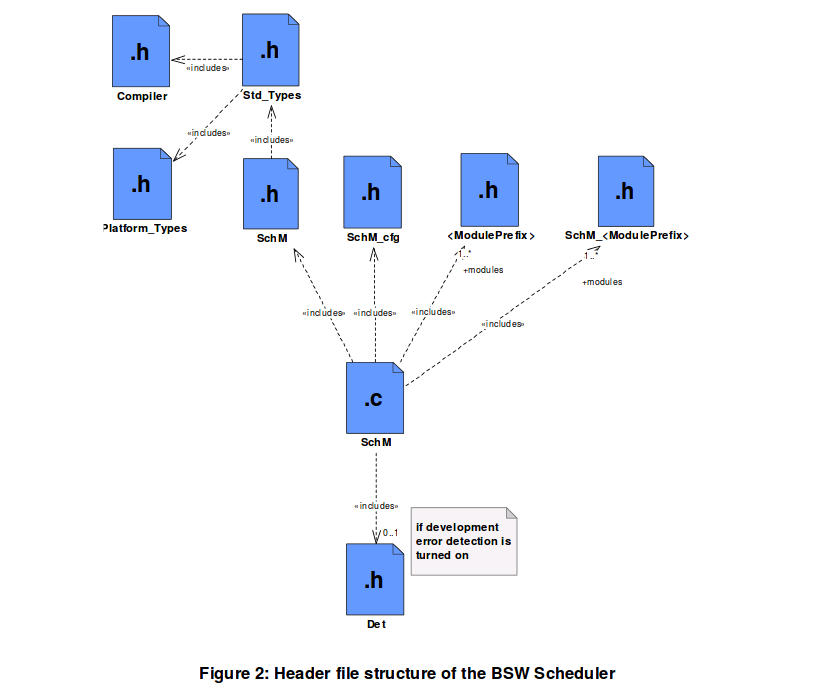 .h
.h
«includes»
Compiler
Std_Types
«includes»
«includes»
.h
.h
.h
.h
.h
Platform_Types
SchM
SchM_cfg
<ModulePrefix>
SchM_<ModulePrefix>
1..*
1..*
+modules
+modules
«includes»
«includes»
«includes»
«includes»
.c
SchM
«includes»
0..1
if development
error detection is
turned on
.h
Det
Figure 2: Header file structure of the BSW Scheduler